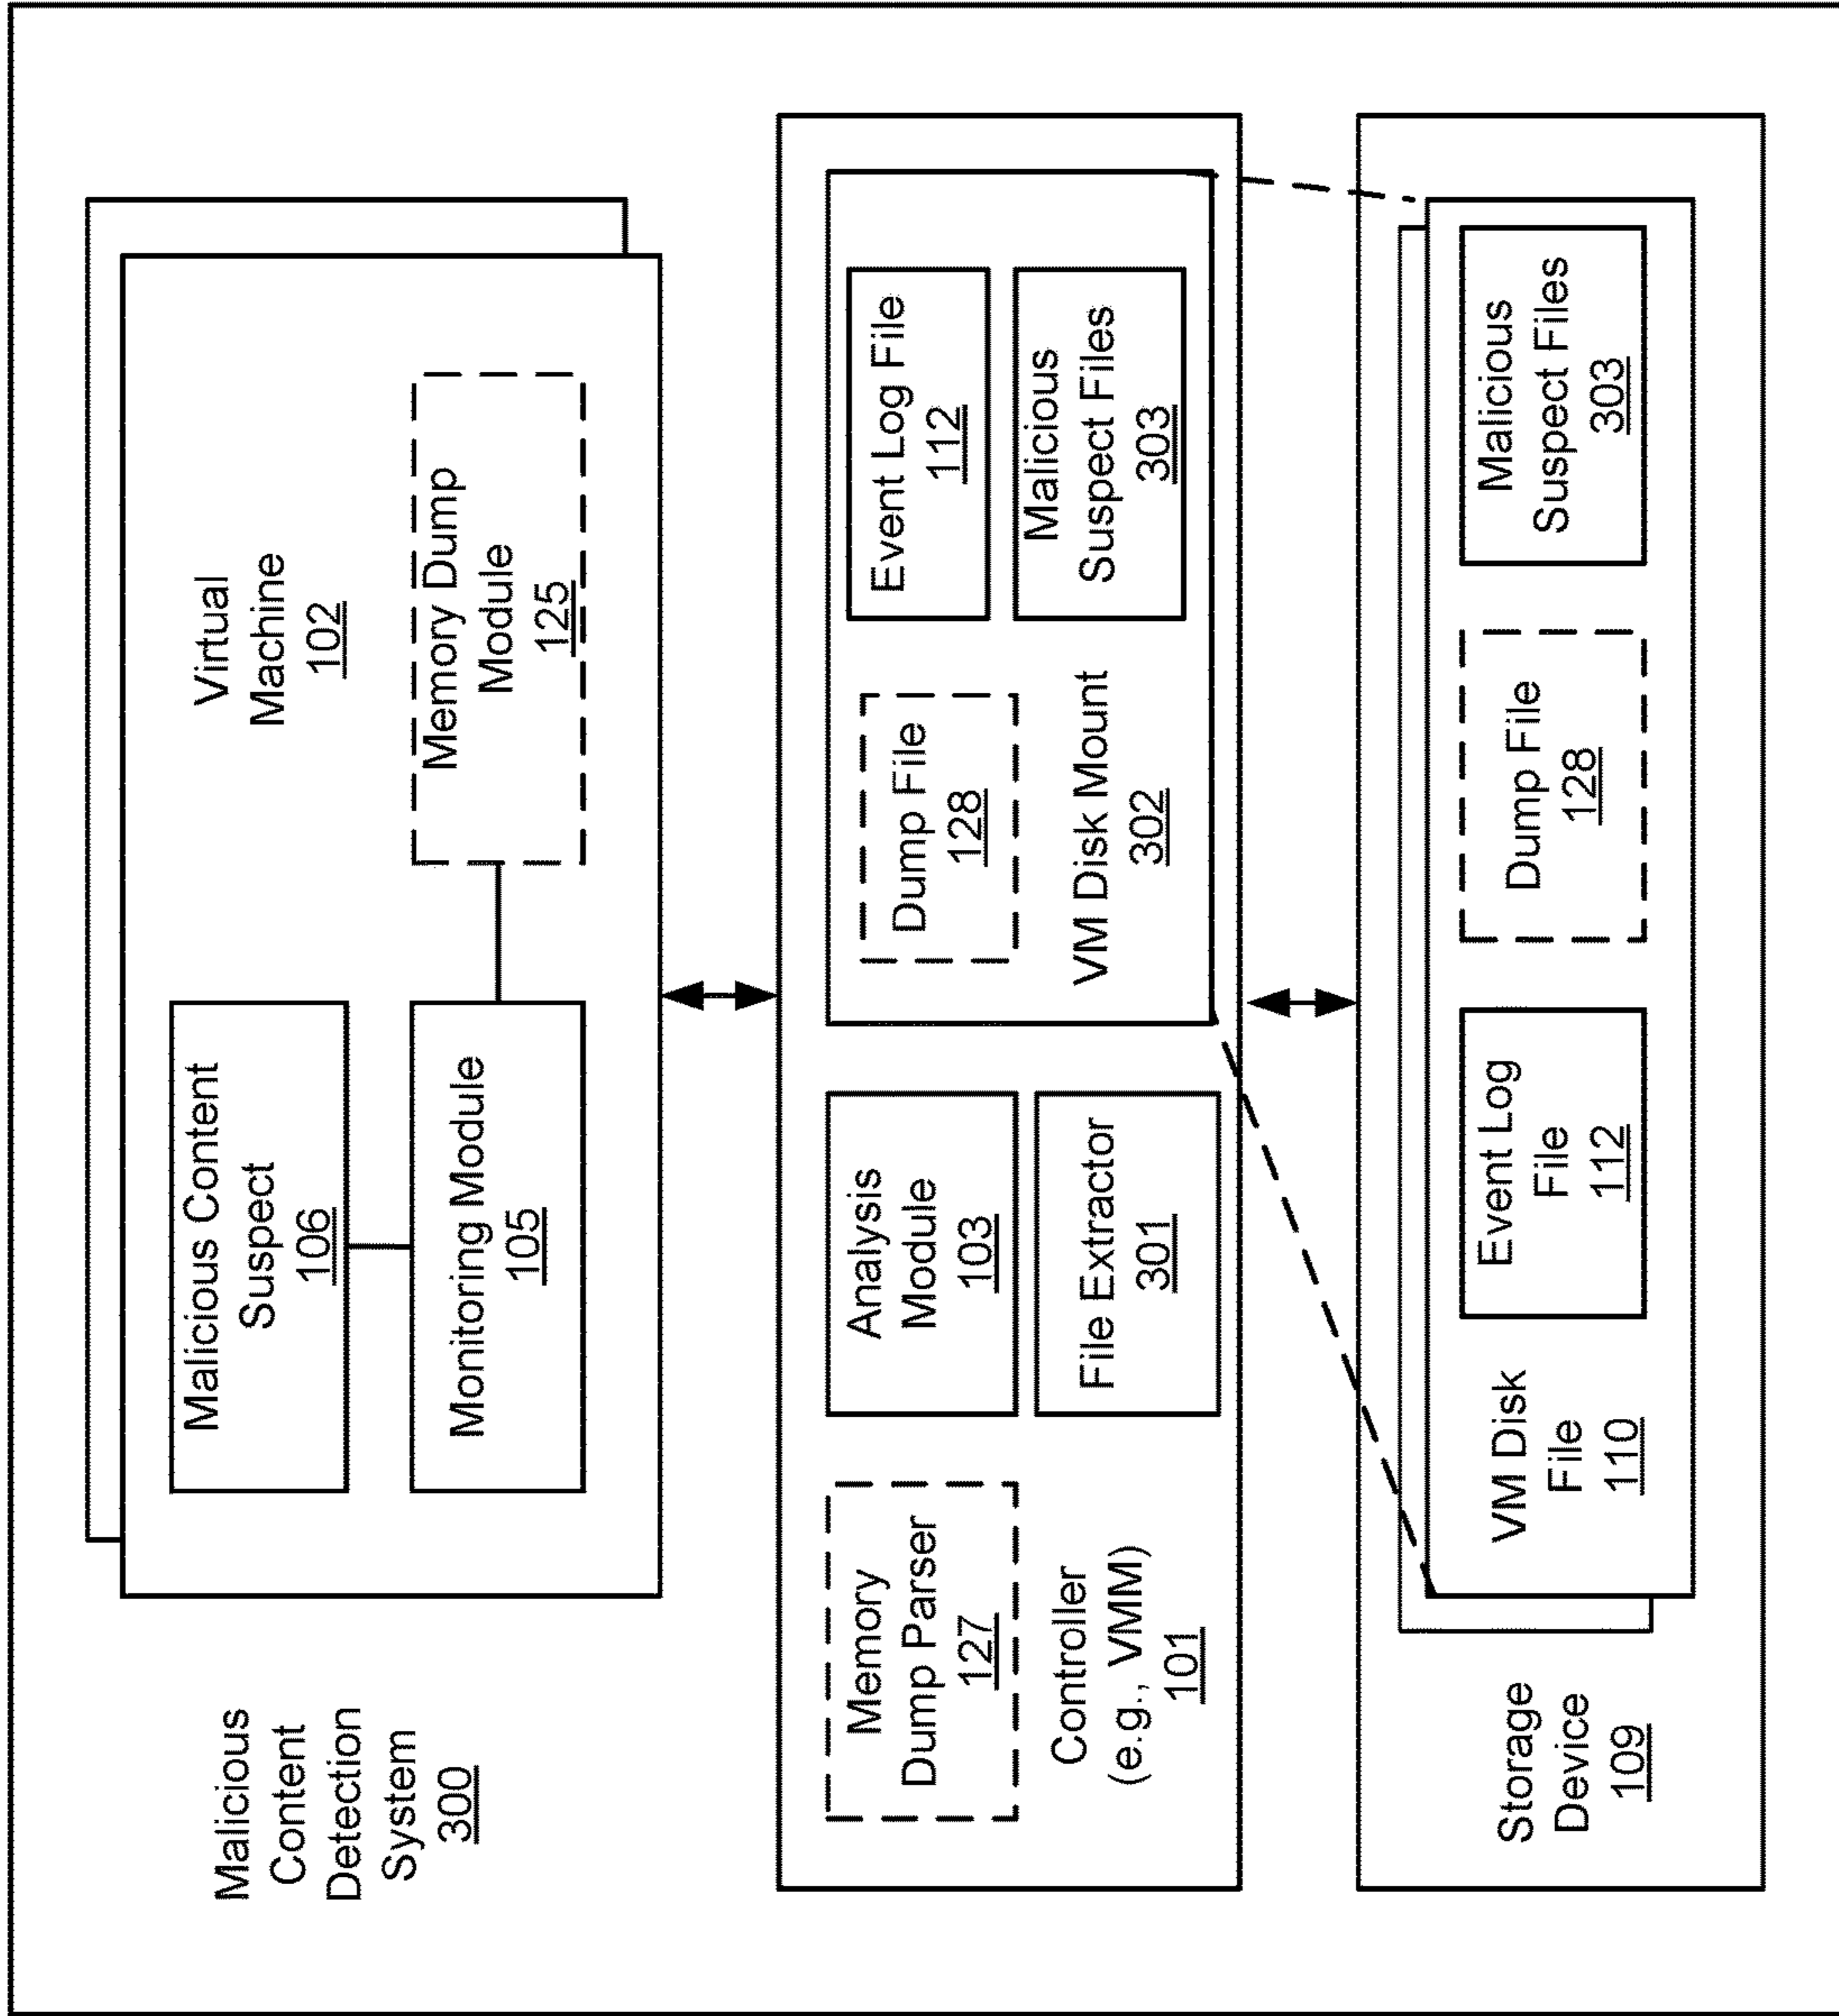 Malicious
Content
Detection
System
300
Malicious Content
Suspect
106
Monitoring Module
105
Virtual
Machine
102
Memory Dump
Module
125
Memory
Dump Parser
127
Controller
(e.g., VMM)
101
Analysis
Module
103
File Extractor
301
Dump File
128
VM Disk Mount
302
Event Log File
112
Malicious
Suspect Files
303
Storage
Device
109
VM Disk
File
110
Event Log
File
112
Dump File
128
Malicious
Suspect Files
303